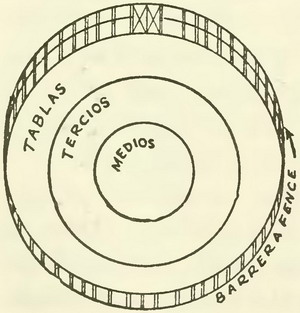 TABLAS
TERCIOS
MEDIOS
BARRERA FENCE